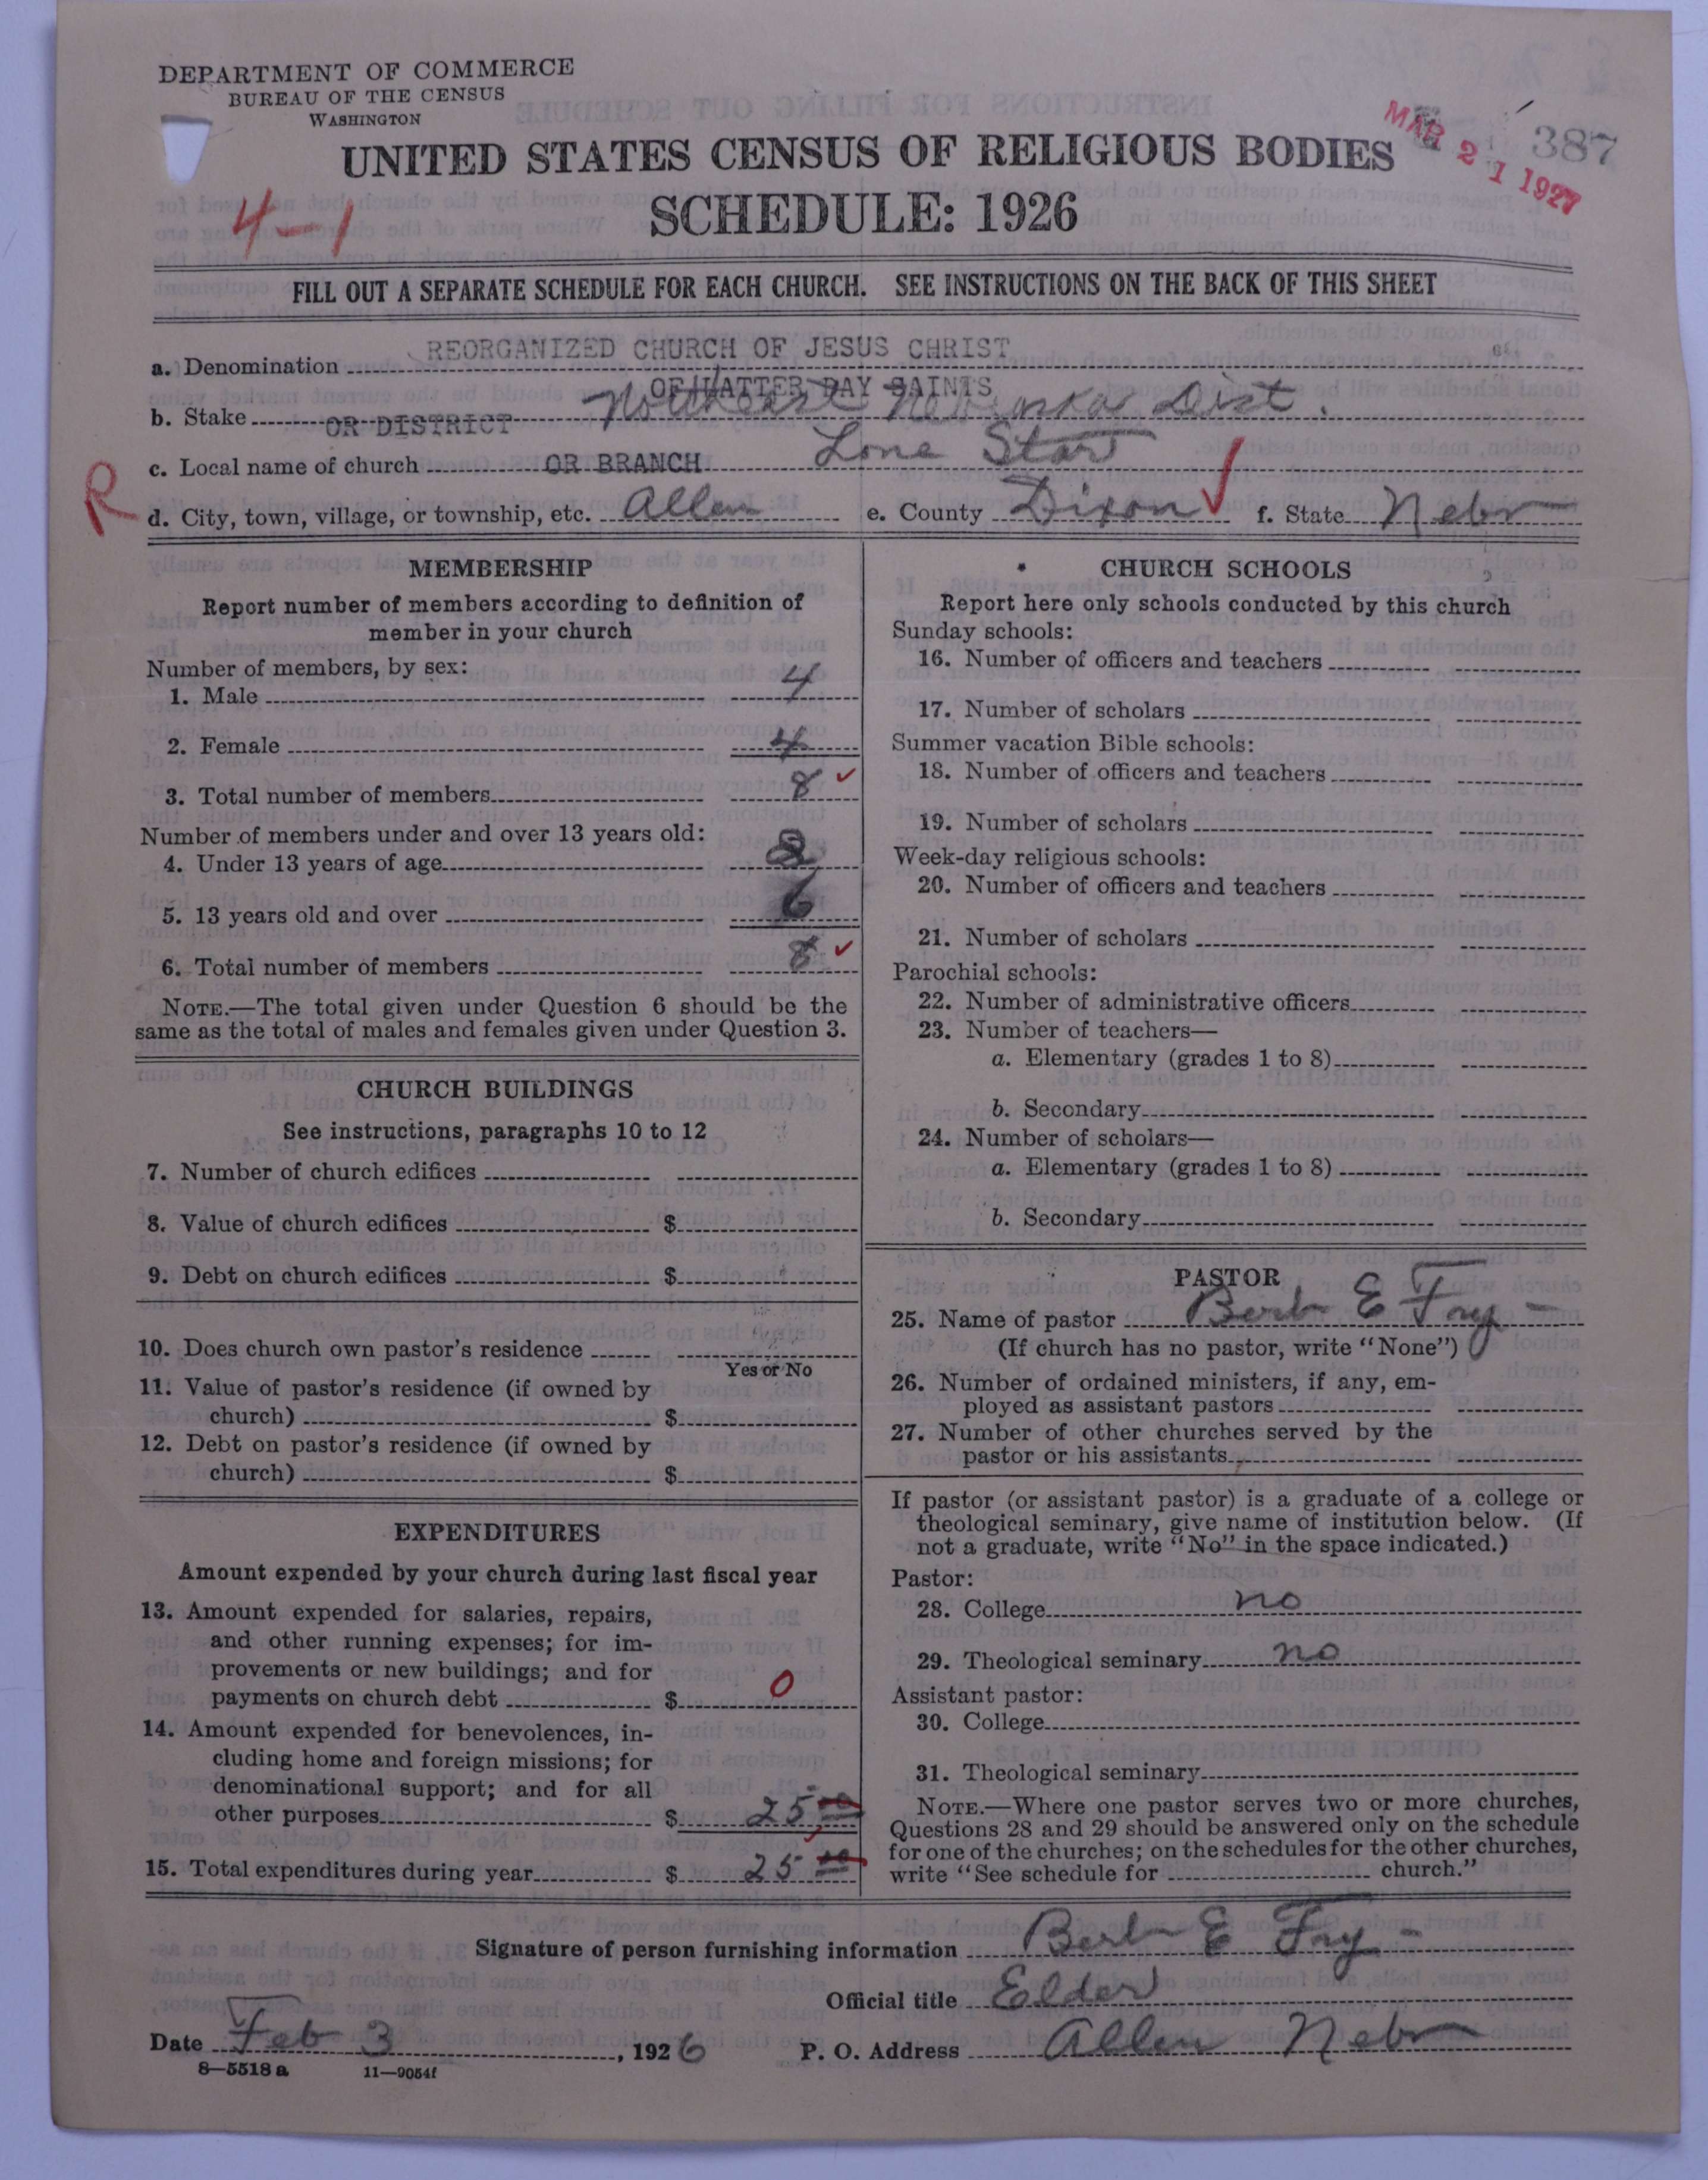 DEPARTMENT OF COMMERCE
BUREAU OF THE CENSUS
WASHINGTON
UNITED STATES CENSUS OF RELIGIOUS BODIES
SCHEDULE: 1926
MAR 21 1927
387
4-1
FILL OUT A SEPARATE SCHEDULE FOR EACH CHURCH. SEE INSTRUCTIONS ON THE BACK OF THIS SHEET
a. Denomination REORGANIZED CHURCH OF JESUS CHRIST
OF LATTER DAY SAINTS
b. Stake OR DISTRICT Northeast Nebraska Dist.
c. Local name of church OR BRANCH Lone Star
R
d. City, town, village, or township, etc. Allen e. County Dixon ✓ f. State Nebr
MEMBERSHIP
Report number of members according to definition of
member in your church
Number of members, by sex:
1. Male 4
2. Female 4
3. Total number of members 8 ✓
Number of members under and over 13 years old:
4. Under 13 years of age 2
5. 13 years old and over 6
6. Total number of members 8 ✓
NOTE.—The total given under Question 6 should be the
same as the total of males and females given under Question 3.
CHURCH BUILDINGS
See instructions, paragraphs 10 to 12
7. Number of church edifices
8. Value of church edifices $
9. Debt on church edifices $
10. Does church own pastor's residence
Yes or No
11. Value of pastor's residence (if owned by
church) $
12. Debt on pastor's residence (if owned by
church) $
EXPENDITURES
Amount expended by your church during last fiscal year
13. Amount expended for salaries, repairs,
and other running expenses; for im-
provements or new buildings; and for
payments on church debt $ 0
14. Amount expended for benevolences, in-
cluding home and foreign missions; for
denominational support; and for all
other purposes $ 25 00
15. Total expenditures during year $ 25 00
CHURCH SCHOOLS
Report here only schools conducted by this church
Sunday schools:
16. Number of officers and teachers
17. Number of scholars
Summer vacation Bible schools:
18. Number of officers and teachers
19. Number of scholars
Week-day religious schools:
20. Number of officers and teachers
21. Number of scholars
Parochial schools:
22. Number of administrative officers
23. Number of teachers—
a. Elementary (grades 1 to 8)
b. Secondary
24. Number of scholars—
a. Elementary (grades 1 to 8)
b. Secondary
PASTOR
25. Name of pastor Bert E Fry
(If church has no pastor, write "None")
26. Number of ordained ministers, if any, em-
ployed as assistant pastors
27. Number of other churches served by the
pastor or his assistants
If pastor (or assistant pastor) is a graduate of a college or
theological seminary, give name of institution below. (If
not a graduate, write "No" in the space indicated.)
Pastor:
28. College no
29. Theological seminary no
Assistant pastor:
30. College
31. Theological seminary
NOTE.—Where one pastor serves two or more churches,
Questions 28 and 29 should be answered only on the schedule
for one of the churches; on the schedules for the other churches,
write "See schedule for church."
Signature of person furnishing information Bert E Fry
Official title Elder
Date Feb 3, 1926 P. O. Address Allen Nebr
8—5518 a 11—9054f